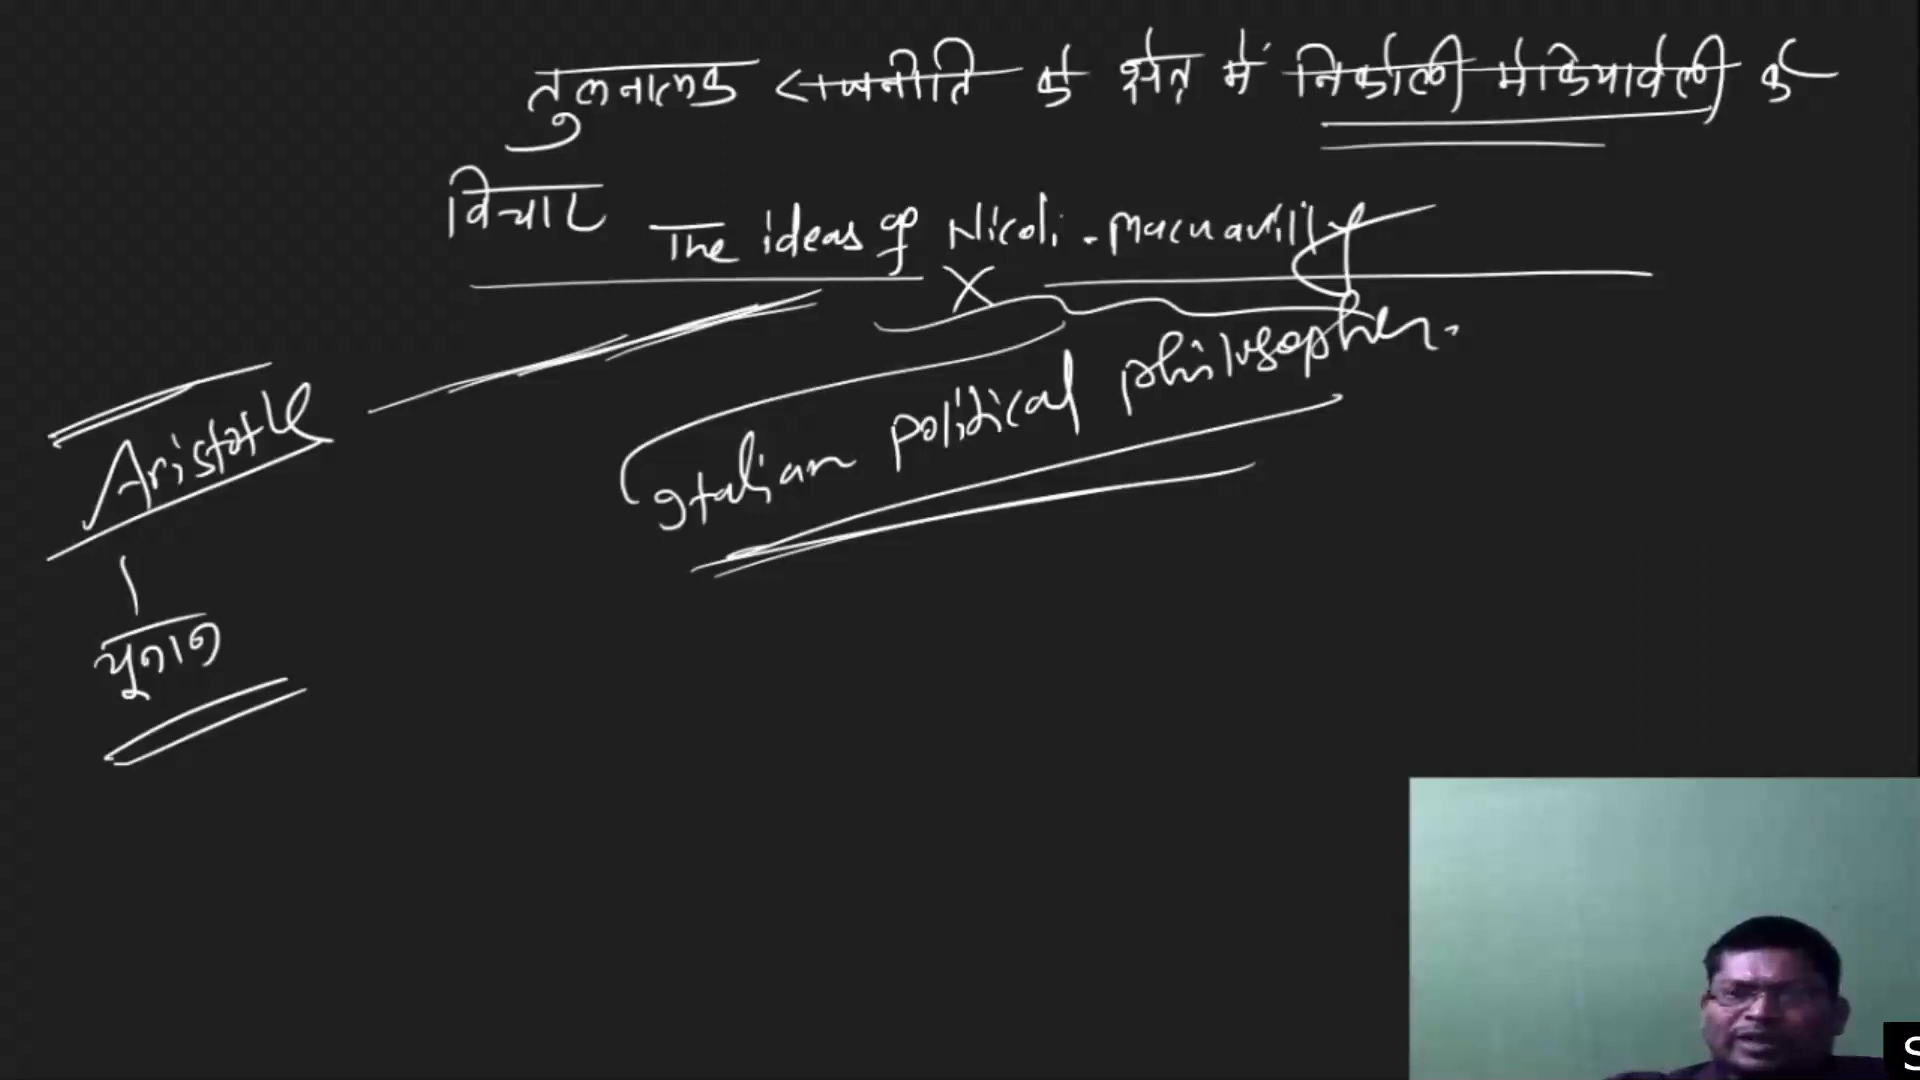 तुलनात्मक राजनीति के क्षेत्र में निकोली मेकियावेली के
विचार The ideas of Nicoli - Macuavilly
Aristotle
Italian political philosopher.
यूनान
S